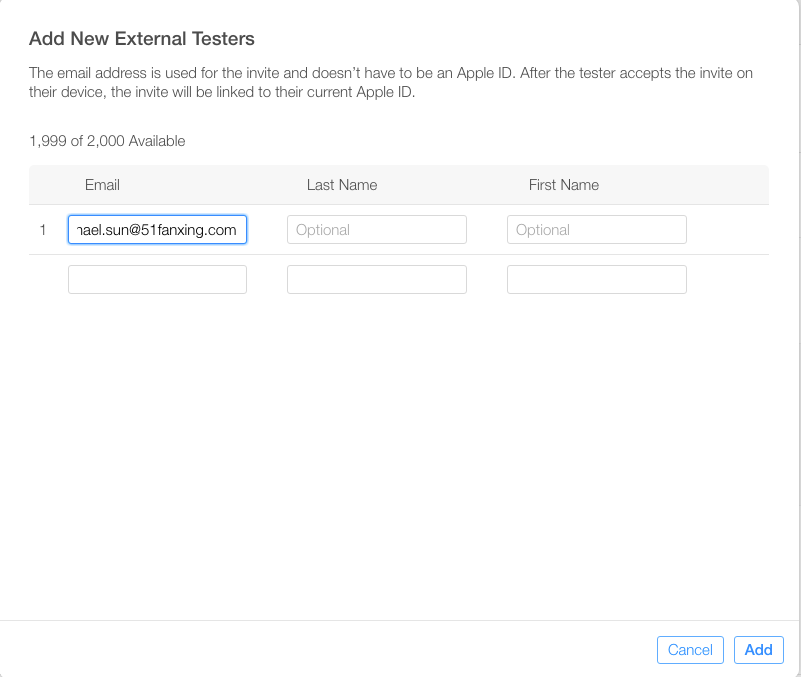 Add New External Testers
The email address is used for the invite and doesn’t have to be an Apple ID. After the tester accepts the invite on
their device, the invite will be linked to their current Apple ID.
1,999 of 2,000 Available
Email Last Name First Name
1 ael.sun@51fanxing.com Optional Optional
Cancel Add